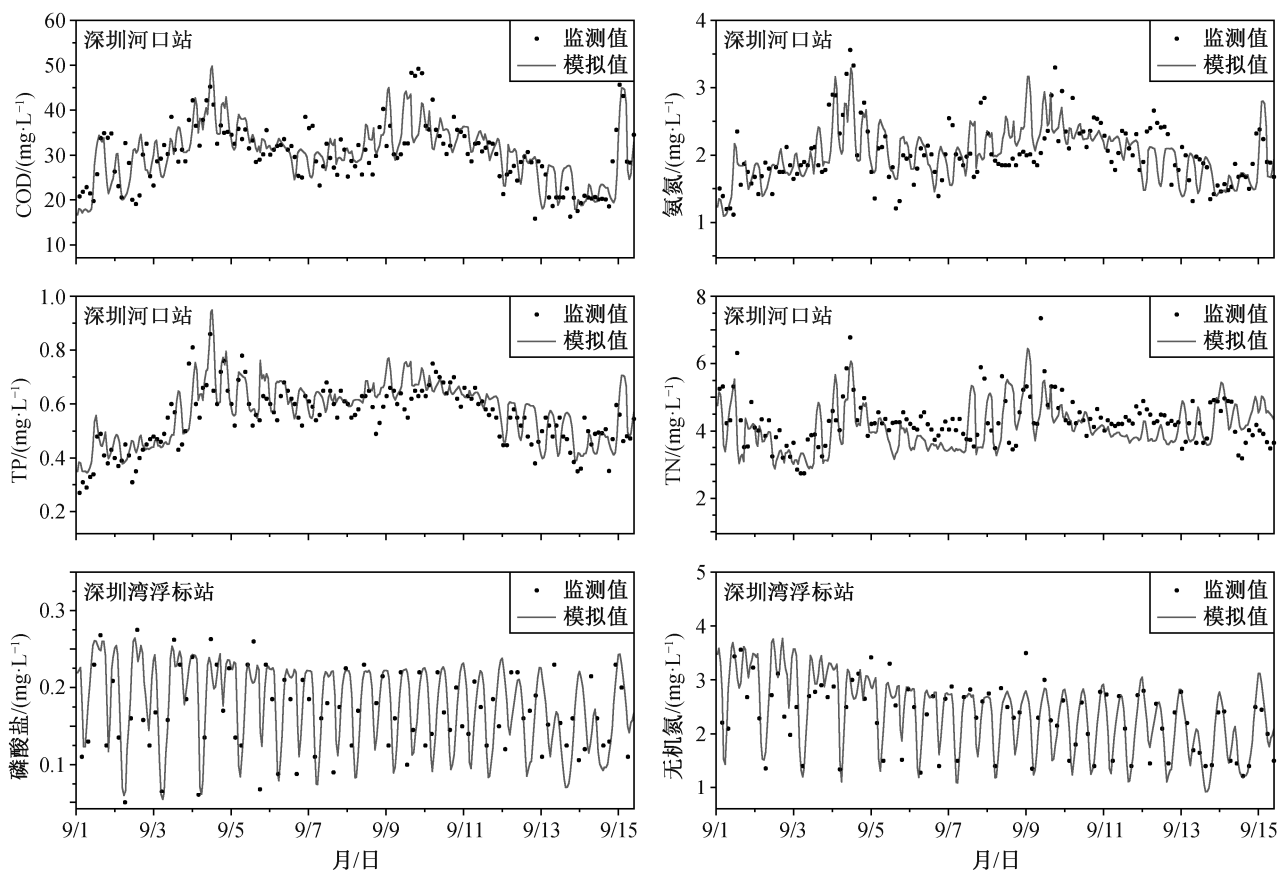 COD/(mg·L⁻¹)
60
50
40
30
20
10
深圳河口站
监测值
模拟值
氨氮/(mg·L⁻¹)
4
3
2
1
深圳河口站
监测值
模拟值
TP/(mg·L⁻¹)
1.0
0.8
0.6
0.4
0.2
深圳河口站
监测值
模拟值
TN/(mg·L⁻¹)
8
6
4
2
深圳河口站
监测值
模拟值
磷酸盐/(mg·L⁻¹)
0.3
0.2
0.1
深圳湾浮标站
监测值
模拟值
9/1 9/3 9/5 9/7 9/9 9/11 9/13 9/15
月/日
无机氮/(mg·L⁻¹)
5
4
3
2
1
深圳湾浮标站
监测值
模拟值
9/1 9/3 9/5 9/7 9/9 9/11 9/13 9/15
月/日